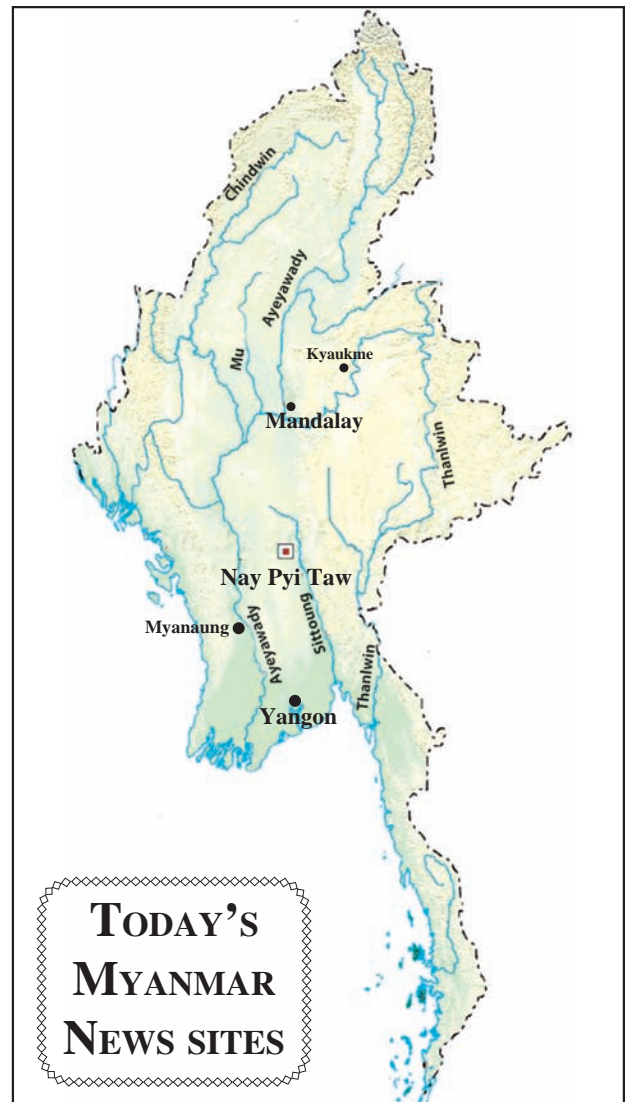 Chindwin
Ayeyawady
Mu
Kyaukme
Mandalay
Thanlwin
Nay Pyi Taw
Myanaung
Ayeyawady
Sittoung
Thanlwin
Yangon
TODAY'S
MYANMAR
NEWS SITES